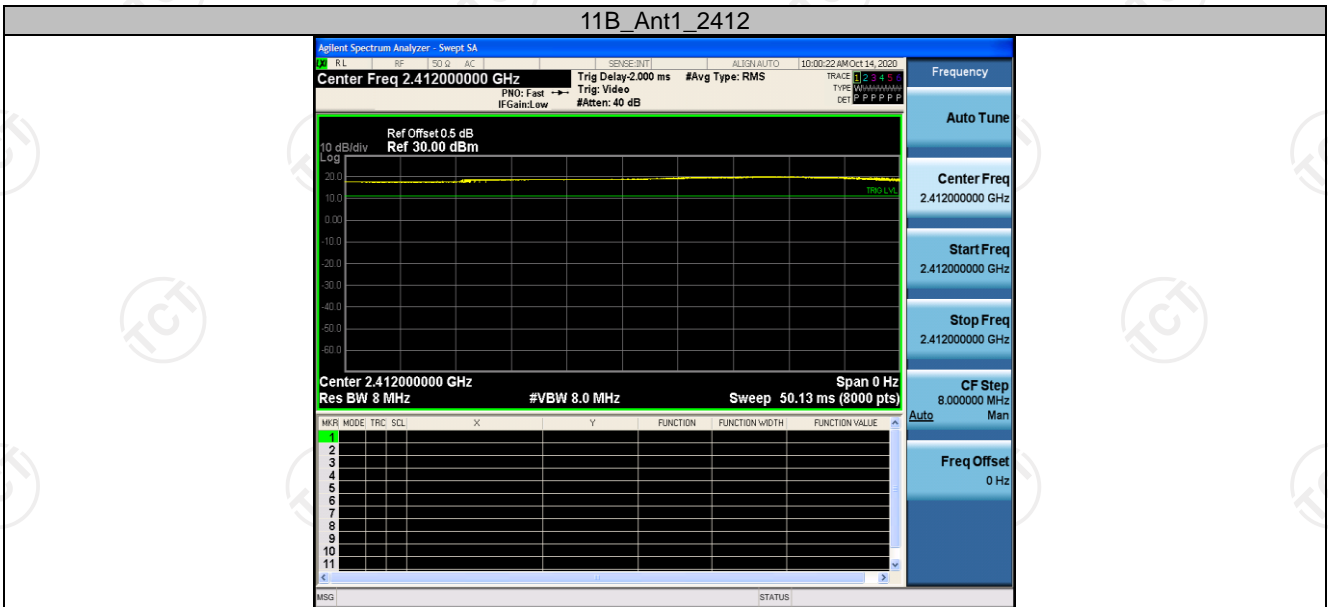 11B_Ant1_2412
Agilent Spectrum Analyzer - Swept SA
RL RF 50 Ω AC SENSE:INT ALIGN AUTO 10:00:22 AM Oct 14, 2020
Center Freq 2.412000000 GHz
Trig Delay-2.000 ms #Avg Type: RMS
TRACE 1 2 3 4 5 6
PNO: Fast
Trig: Video
TYPE W
IFGain:Low
#Atten: 40 dB
DET P P P P P P
Ref Offset 0.5 dB
10 dB/div Ref 30.00 dBm
Log
20.0
TRIG LVL
10.0
0.00
-10.0
-20.0
-30.0
-40.0
-50.0
-60.0
Center 2.412000000 GHz Span 0 Hz
Res BW 8 MHz #VBW 8.0 MHz Sweep 50.13 ms (8000 pts)
MKR MODE TRC SCL X Y FUNCTION FUNCTION WIDTH FUNCTION VALUE
1
2
3
4
5
6
7
8
9
10
11
MSG STATUS
Frequency
Auto Tune
Center Freq
2.412000000 GHz
Start Freq
2.412000000 GHz
Stop Freq
2.412000000 GHz
CF Step
8.000000 MHz
Auto Man
Freq Offset
0 Hz
TCT
TCT